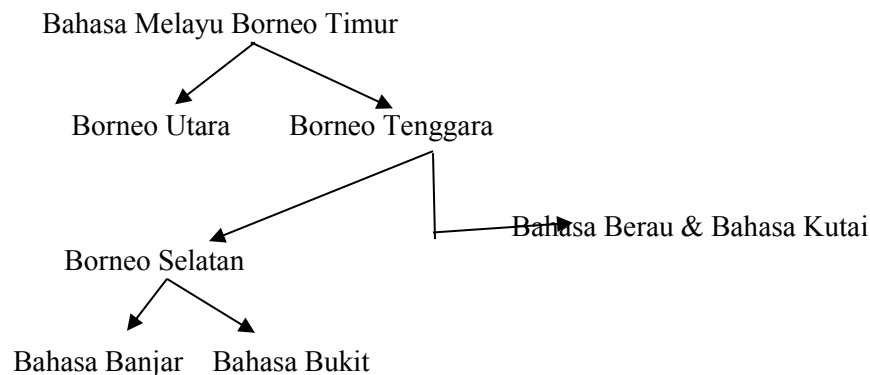 Bahasa Melayu Borneo Timur
Borneo Utara Borneo Tenggara
Bahasa Berau & Bahasa Kutai
Borneo Selatan
Bahasa Banjar Bahasa Bukit